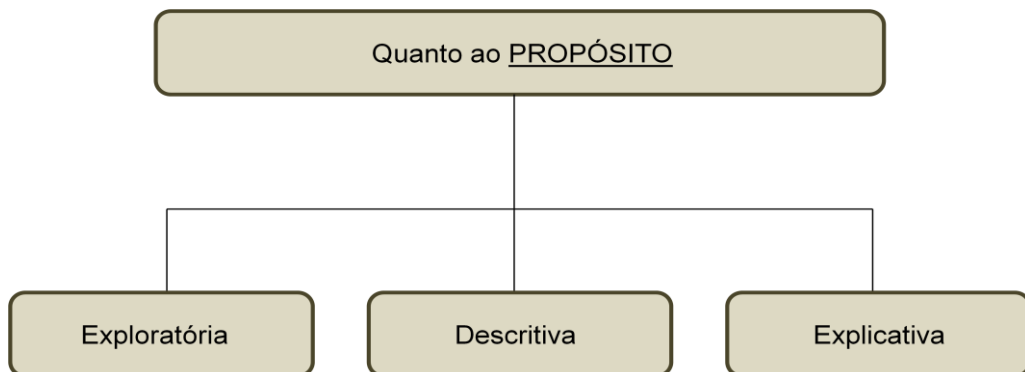 Quanto ao PROPÓSITO
Exploratória
Descritiva
Explicativa